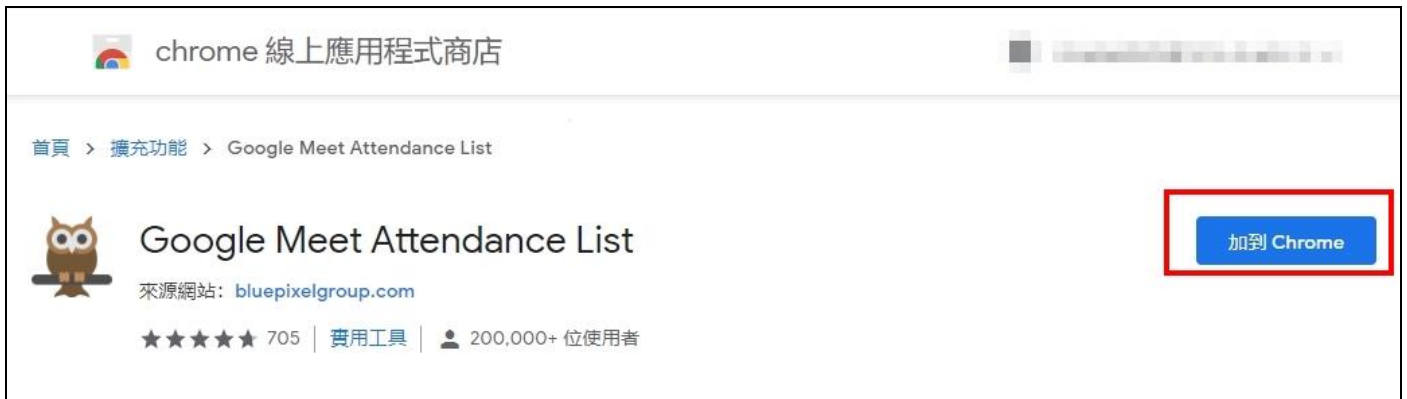 chrome 線上應用程式商店
首頁 > 擴充功能 > Google Meet Attendance List
Google Meet Attendance List
加到 Chrome
來源網站: bluepixelgroup.com
705 | 實用工具 | 200,000+ 位使用者